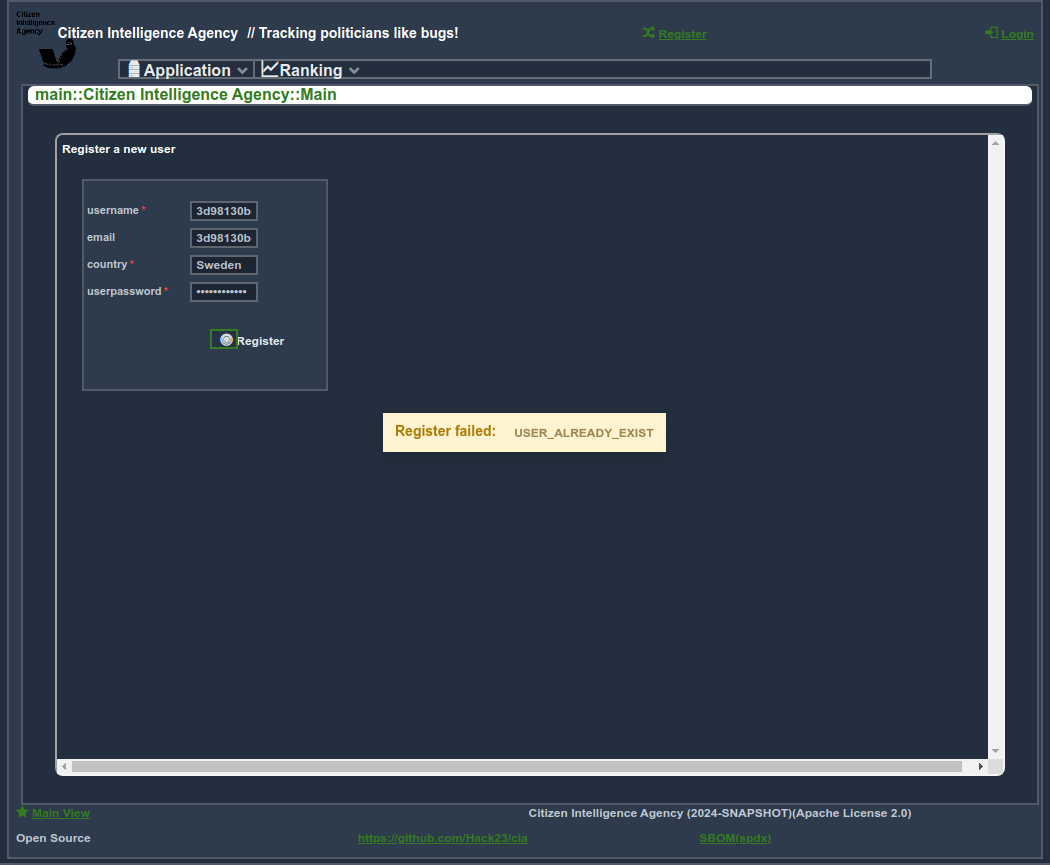 Citizen
Intelligence
Agency
Citizen Intelligence Agency // Tracking politicians like bugs!
Register
Login
Application
Ranking
main::Citizen Intelligence Agency::Main
Register a new user
username *
3d98130b
email
3d98130b
country *
Sweden
userpassword *
••••••••••••
Register
Register failed: USER_ALREADY_EXIST
Main View
Citizen Intelligence Agency (2024-SNAPSHOT)(Apache License 2.0)
Open Source
https://github.com/Hack23/cia
SBOM(spdx)